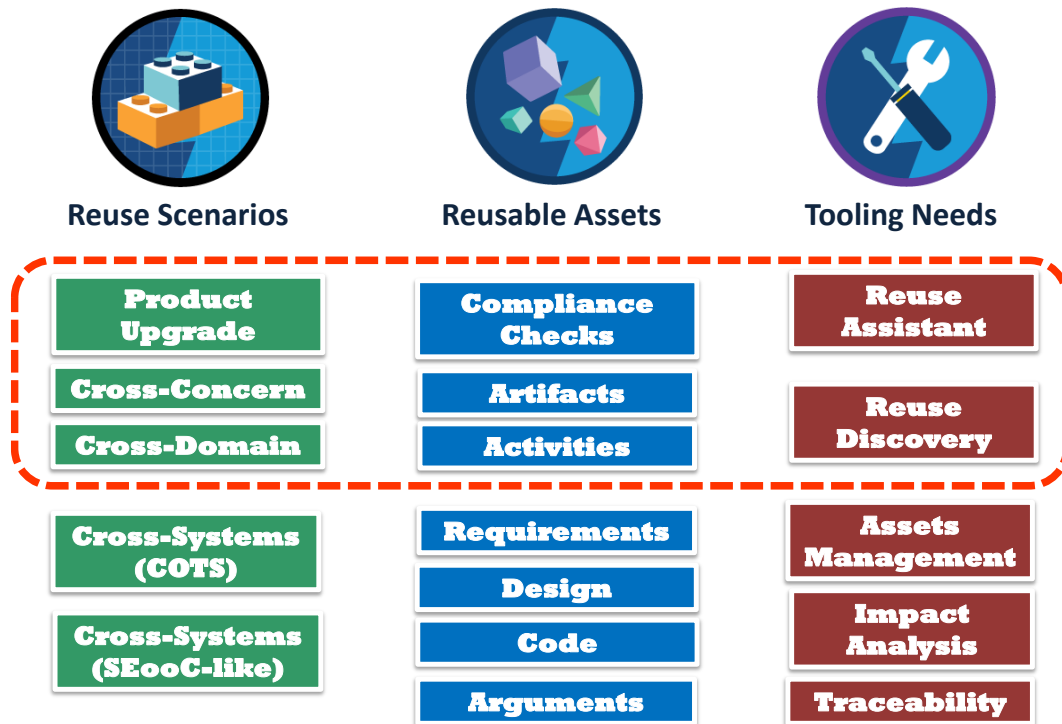 Reuse Scenarios
Reusable Assets
Tooling Needs
Product
Upgrade
Cross-Concern
Cross-Domain
Compliance
Checks
Artifacts
Activities
Reuse
Assistant
Reuse
Discovery
Cross-Systems
(COTS)
Cross-Systems
(SEooC-like)
Requirements
Design
Code
Arguments
Assets
Management
Impact
Analysis
Traceability